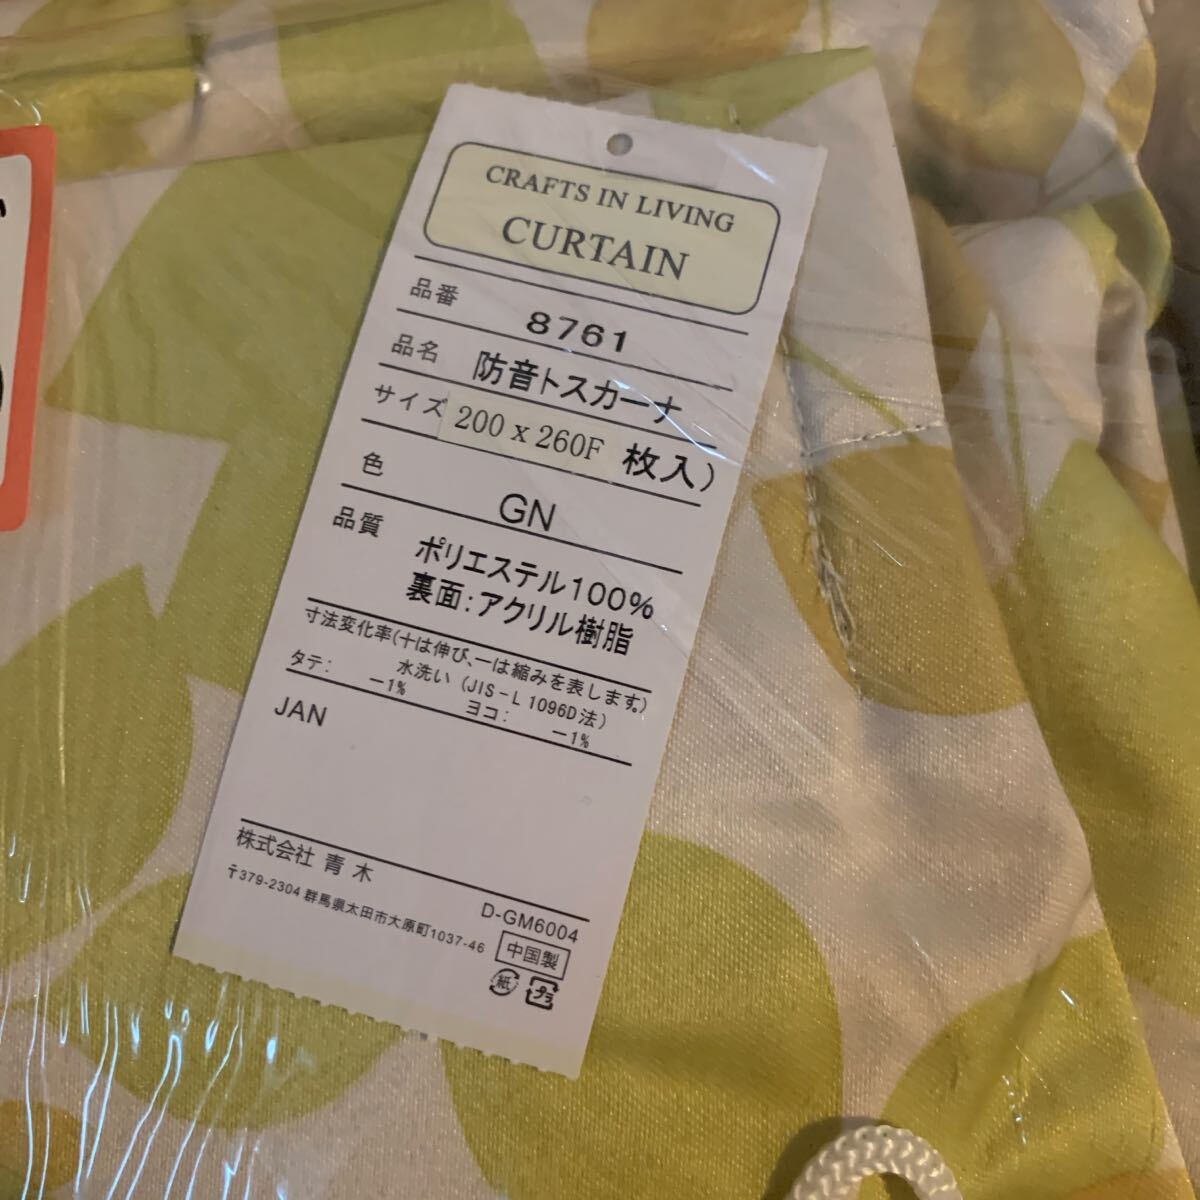 CRAFTS IN LIVING
CURTAIN
品番 8761
品名 防音トスカーナ
サイズ 200 x 260F 枚入)
色 GN
品質 ポリエステル100%
裏面:アクリル樹脂
寸法変化率(+は伸び、-は縮みを表します。)
水洗い (JIS-L 1096D法)
タテ: -1% ヨコ: -1%
JAN
株式会社 青木
〒379-2304 群馬県太田市大原町1037-46
D-GM6004
中国製
紙 プラ